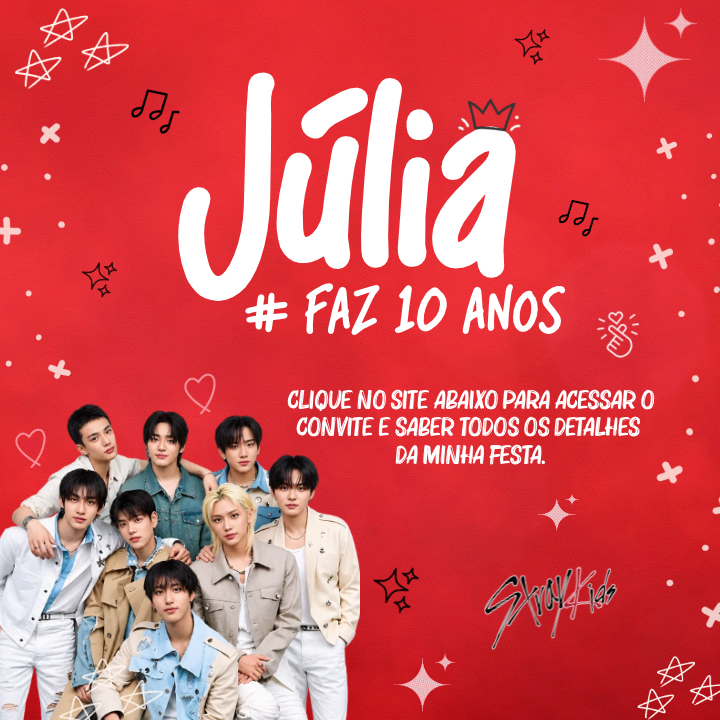 Júlia
# FAZ 10 ANOS
CLIQUE NO SITE ABAIXO PARA ACESSAR O
CONVITE E SABER TODOS OS DETALHES
DA MINHA FESTA.
Stray Kids